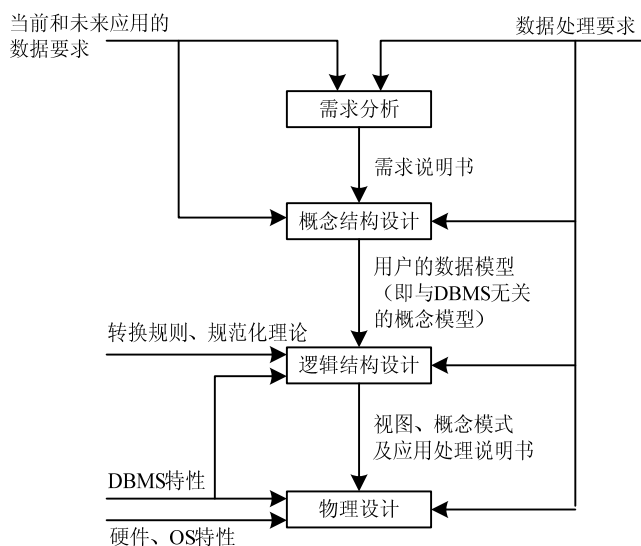 当前和未来应用的
数据要求
数据处理要求
需求分析
需求说明书
概念结构设计
用户的数据模型
（即与DBMS无关
的概念模型）
转换规则、规范化理论
逻辑结构设计
视图、概念模式
及应用处理说明书
DBMS特性
物理设计
硬件、OS特性